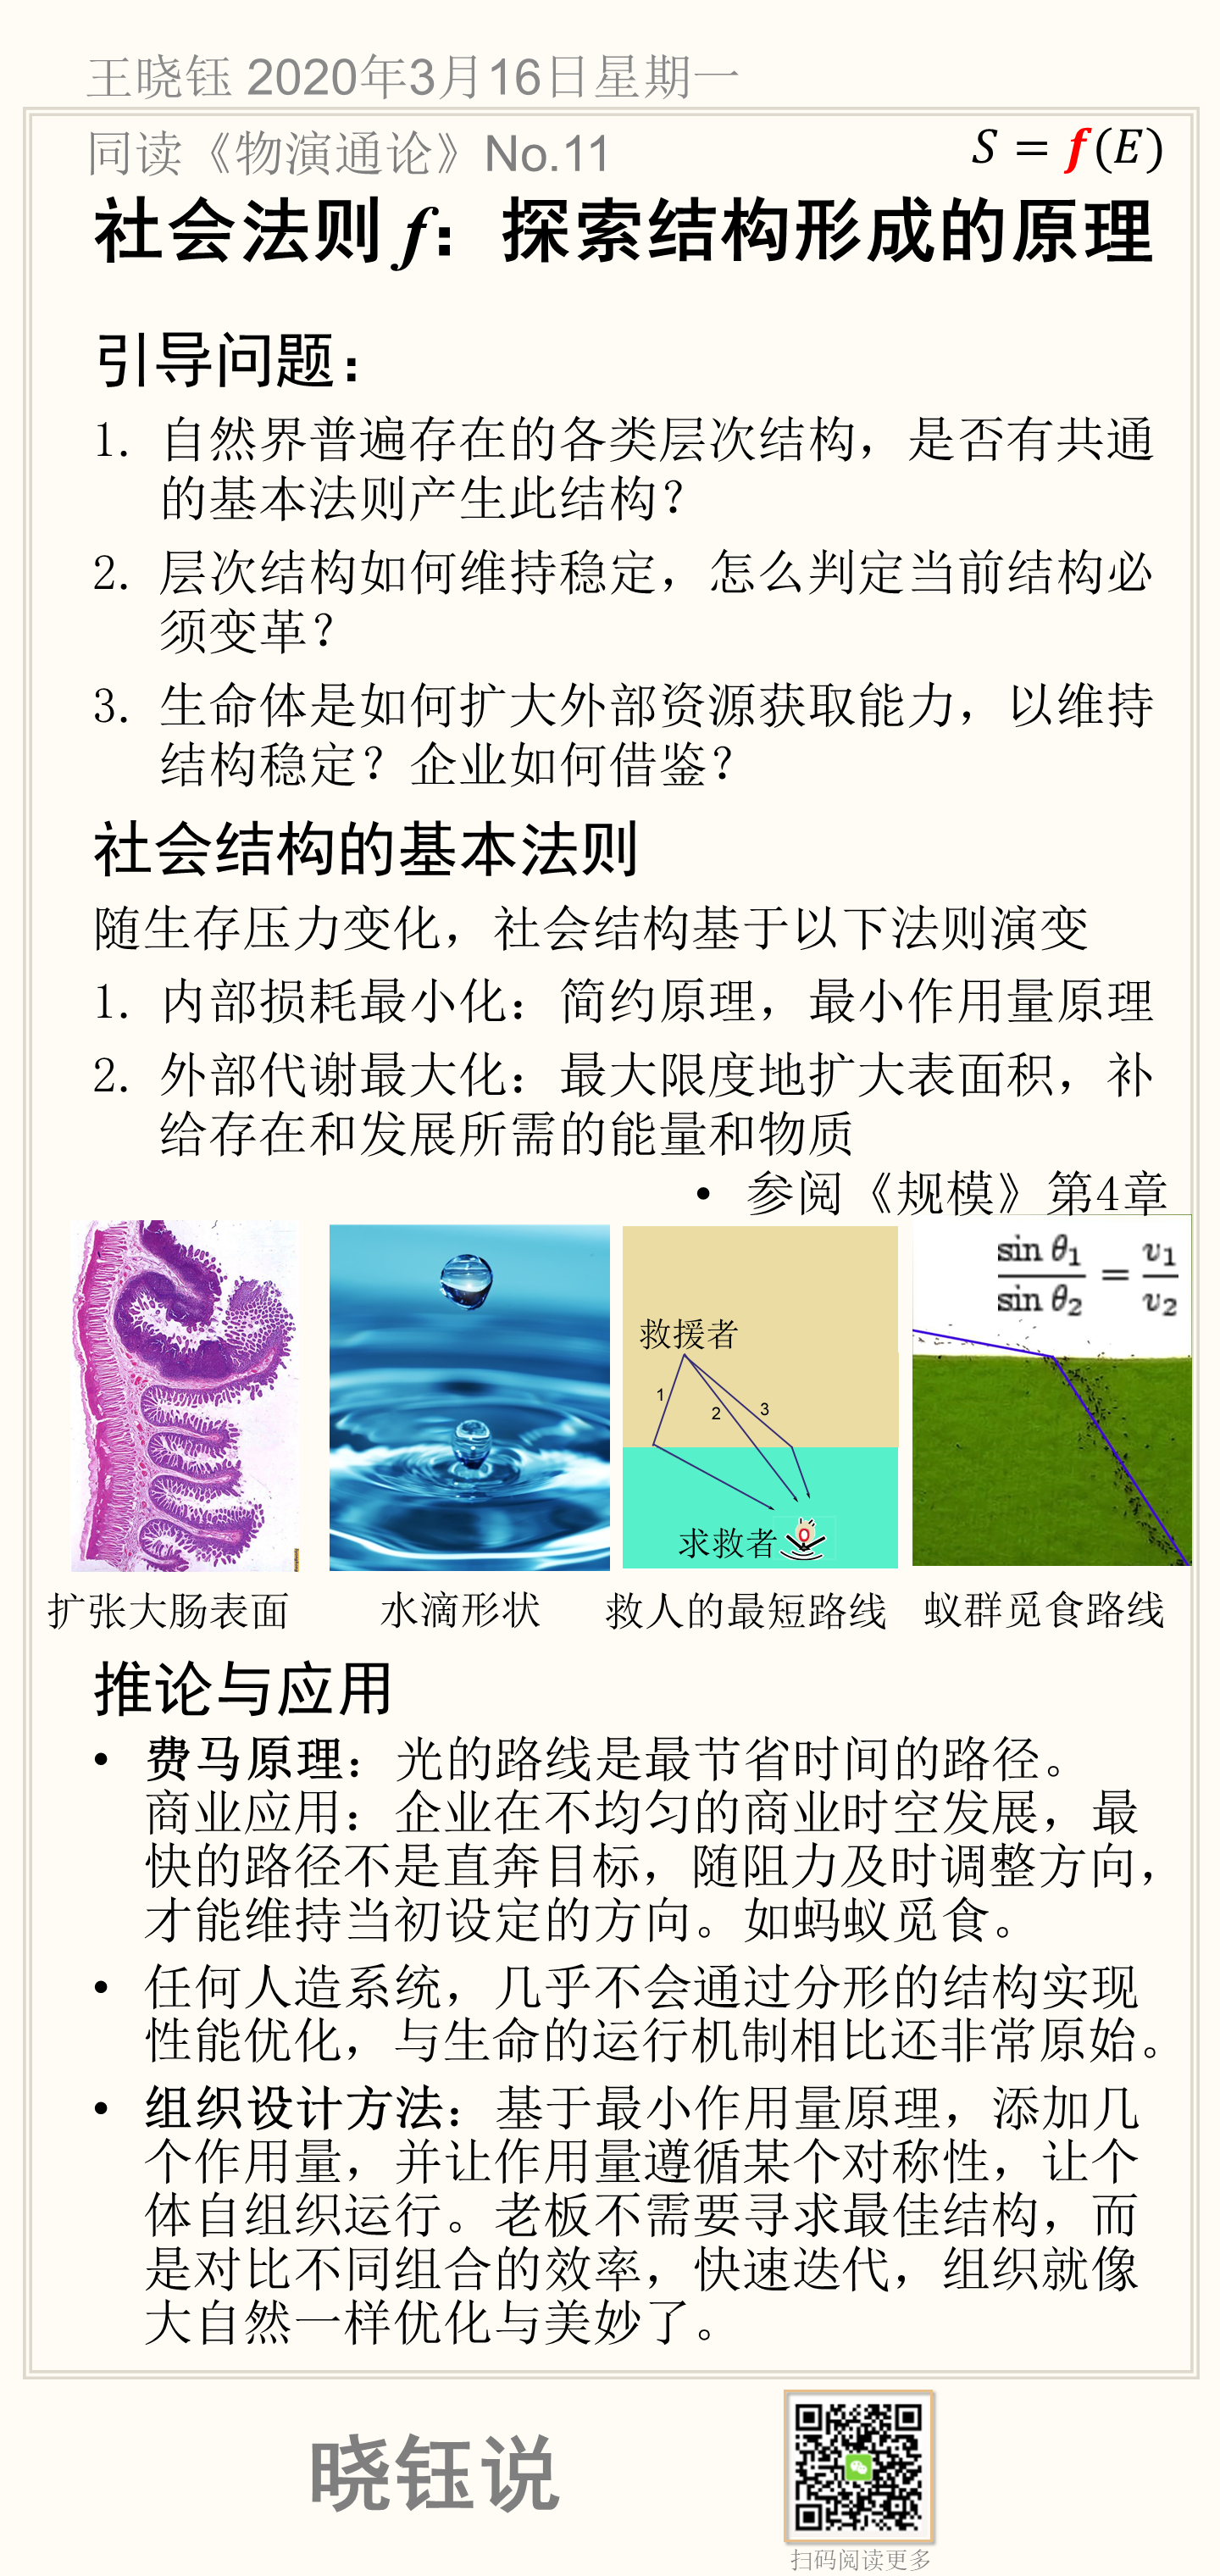 王晓钰 2020年3月16日星期一
同读《物演通论》No.11
S = f(E)
社会法则f：探索结构形成的原理
引导问题：
1. 自然界普遍存在的各类层次结构，是否有共通
的基本法则产生此结构？
2. 层次结构如何维持稳定，怎么判定当前结构必
须变革？
3. 生命体是如何扩大外部资源获取能力，以维持
结构稳定？企业如何借鉴？
社会结构的基本法则
随生存压力变化，社会结构基于以下法则演变
1. 内部损耗最小化：简约原理，最小作用量原理
2. 外部代谢最大化：最大限度地扩大表面积，补
给存在和发展所需的能量和物质
• 参阅《规模》第4章
sin θ1 / sin θ2 = v1 / v2
救援者
1
2
3
求救者
扩张大肠表面
水滴形状
救人的最短路线
蚁群觅食路线
推论与应用
• 费马原理：光的路线是最节省时间的路径。
商业应用：企业在不均匀的商业时空发展，最
快的路径不是直奔目标，随阻力及时调整方向，
才能维持当初设定的方向。如蚂蚁觅食。
• 任何人造系统，几乎不会通过分形的结构实现
性能优化，与生命的运行机制相比还非常原始。
• 组织设计方法：基于最小作用量原理，添加几
个作用量，并让作用量遵循某个对称性，让个
体自组织运行。老板不需要寻求最佳结构，而
是对比不同组合的效率，快速迭代，组织就像
大自然一样优化与美妙了。
晓钰说
扫码阅读更多